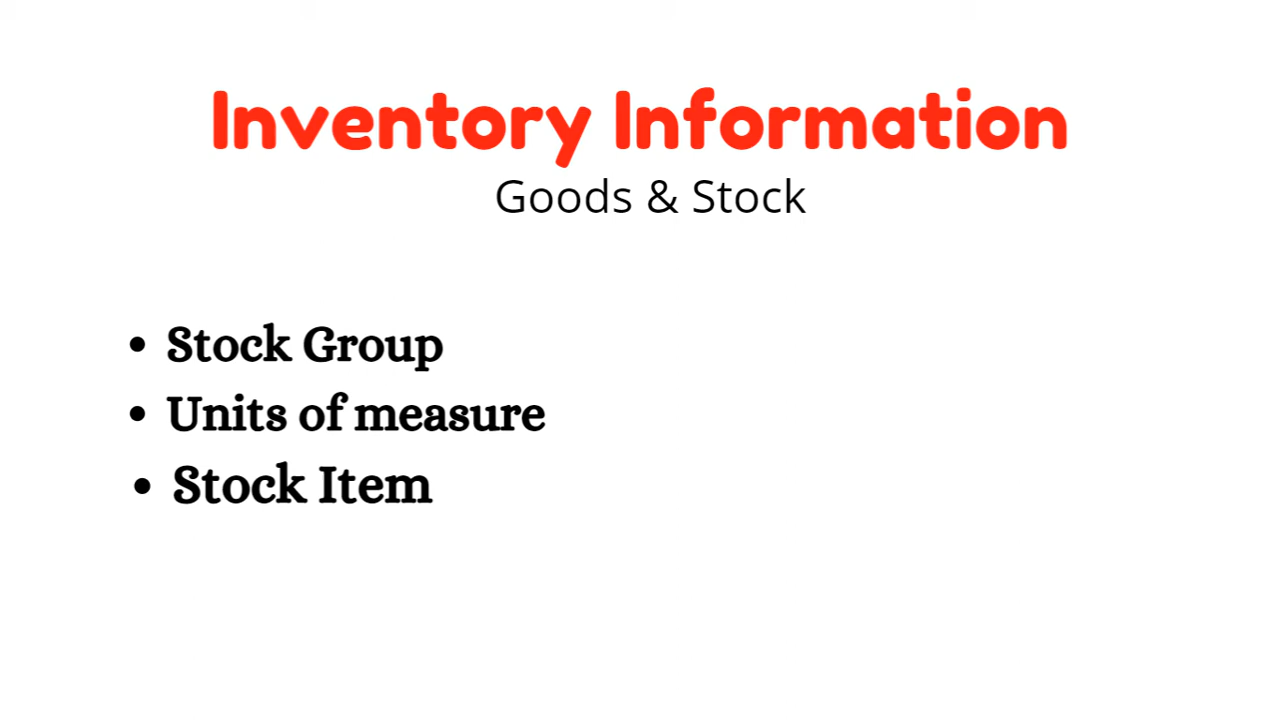 Inventory Information
Goods & Stock
• Stock Group
• Units of measure
• Stock Item